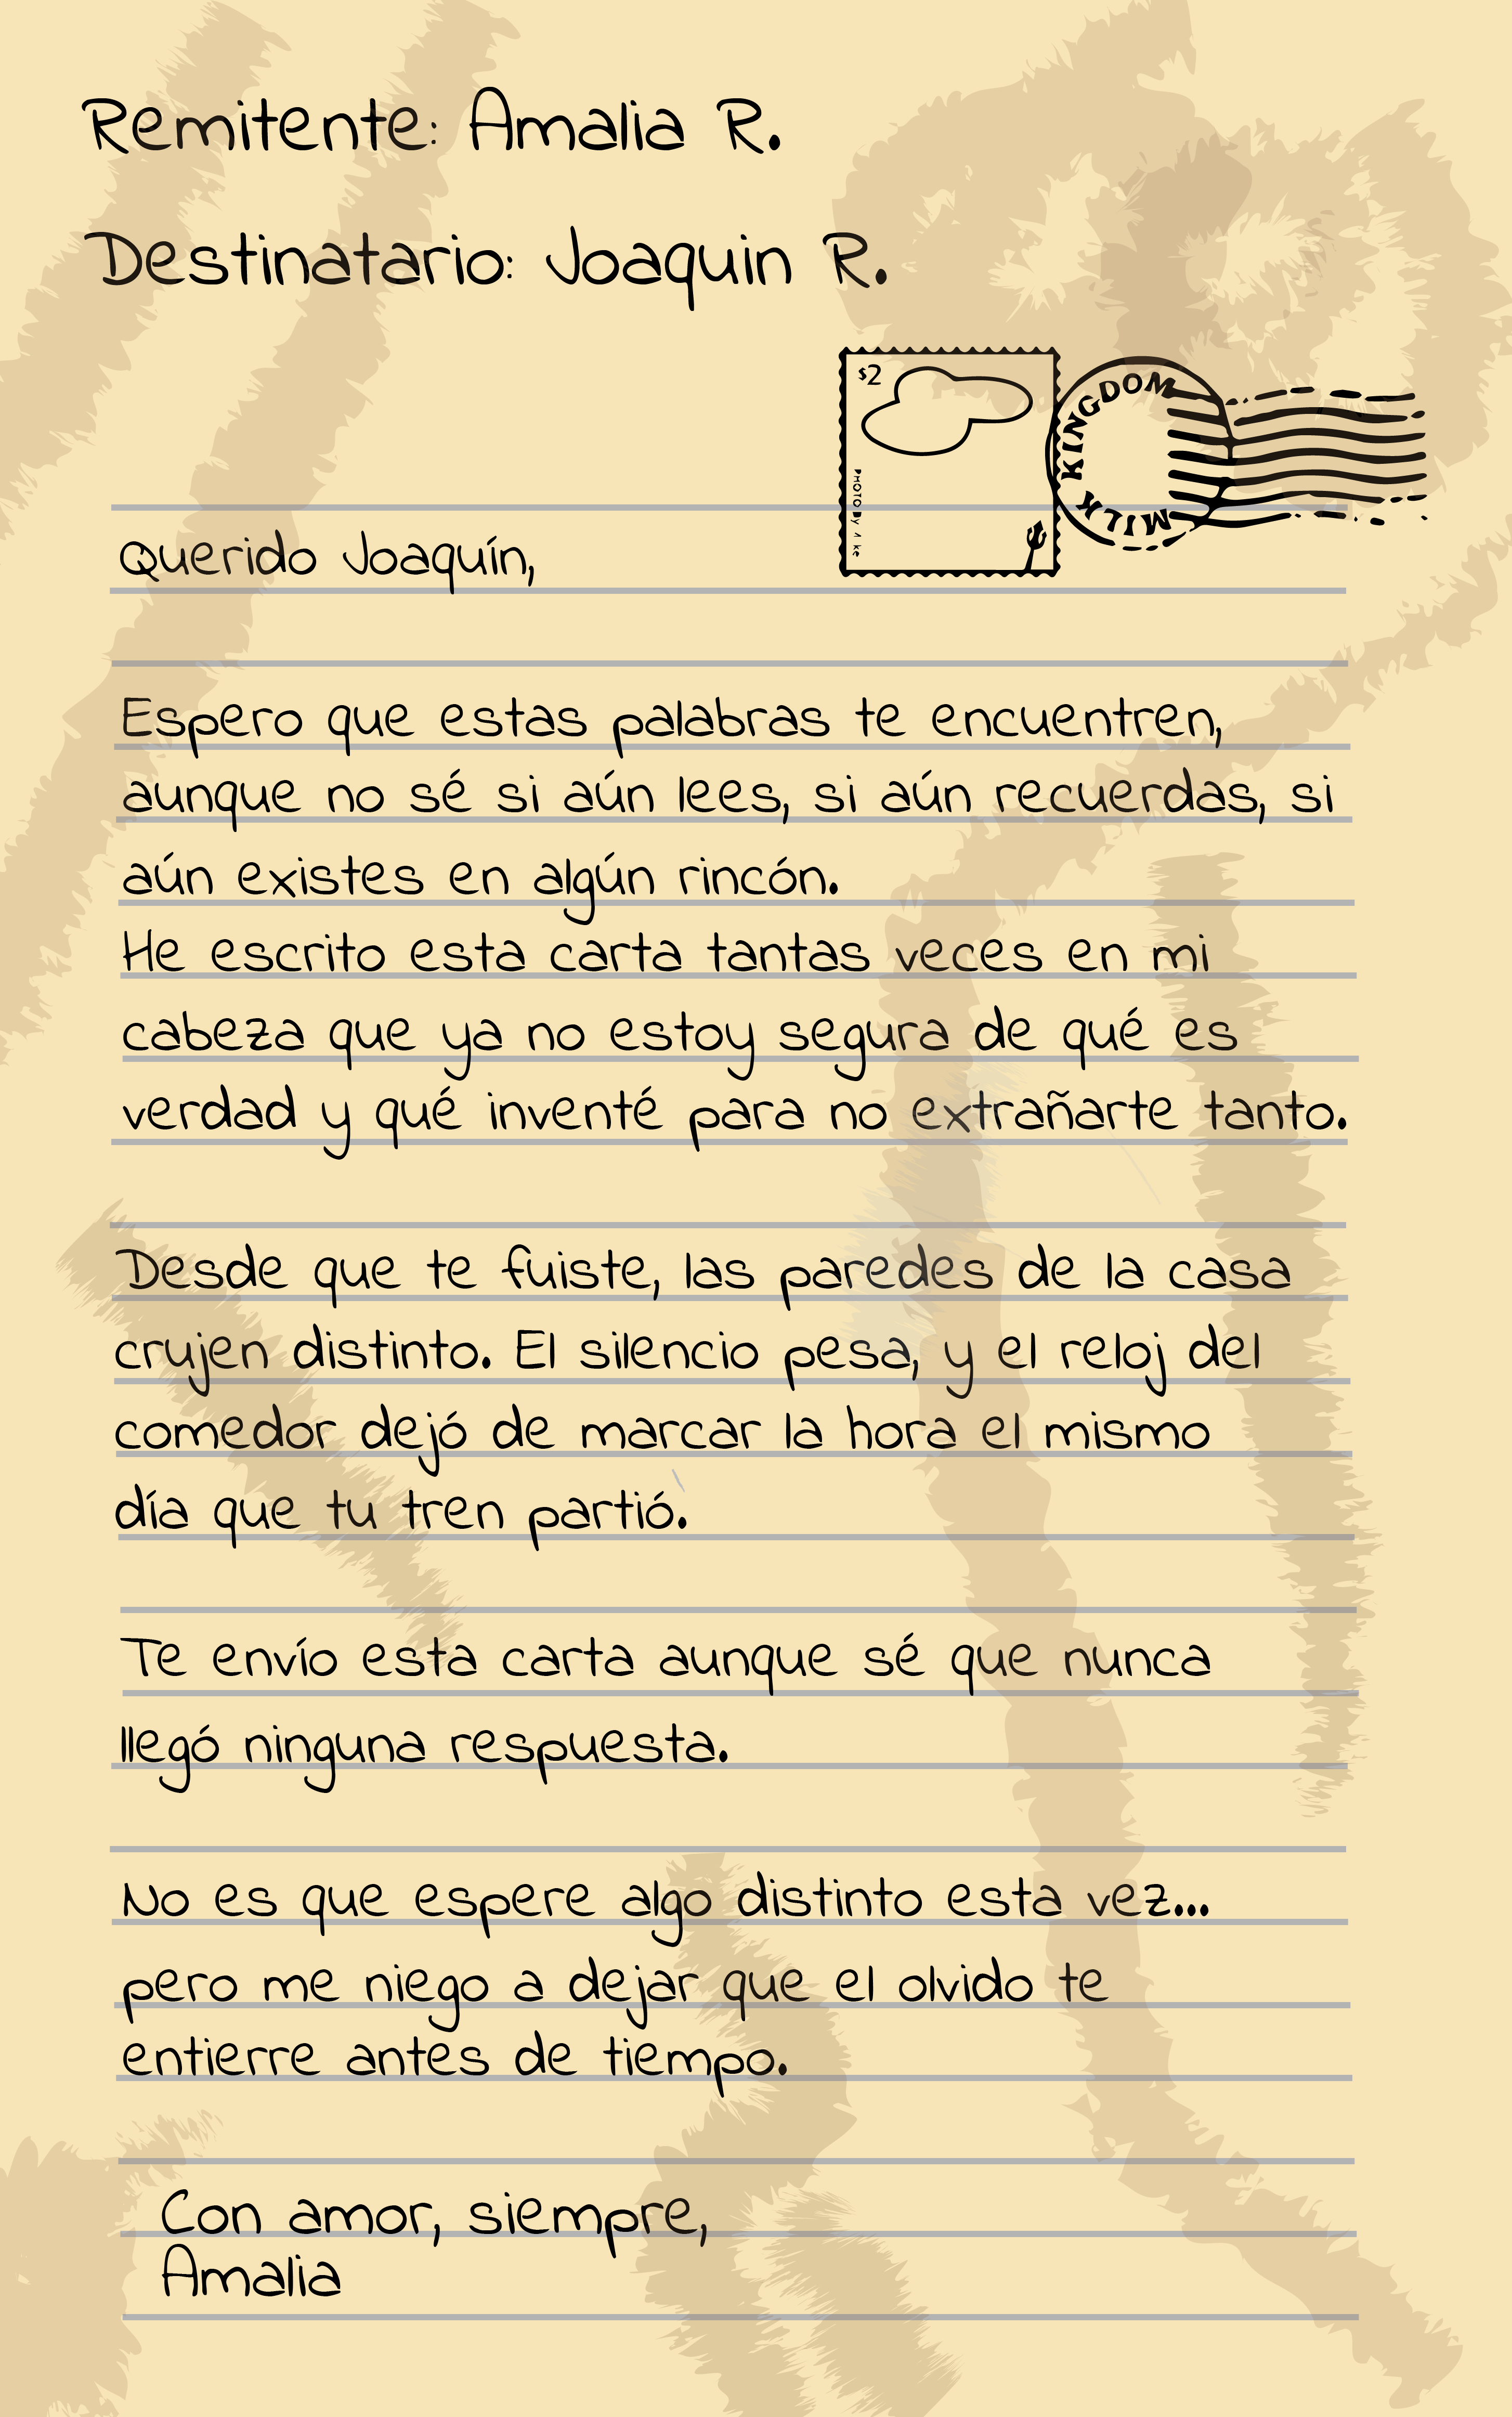 Remitente: Amalia R.
Destinatario: Joaquin R.
$2
MILK KINGDOM
PHOTO By
Querido Joaquín,
Espero que estas palabras te encuentren,
aunque no sé si aún lees, si aún recuerdas, si
aún existes en algún rincón.
He escrito esta carta tantas veces en mi
cabeza que ya no estoy segura de qué es
verdad y qué inventé para no extrañarte tanto.
Desde que te fuiste, las paredes de la casa
crujen distinto. El silencio pesa, y el reloj del
comedor dejó de marcar la hora el mismo
día que tu tren partió.
Te envío esta carta aunque sé que nunca
llegó ninguna respuesta.
No es que espere algo distinto esta vez...
pero me niego a dejar que el olvido te
entierre antes de tiempo.
Con amor, siempre,
Amalia